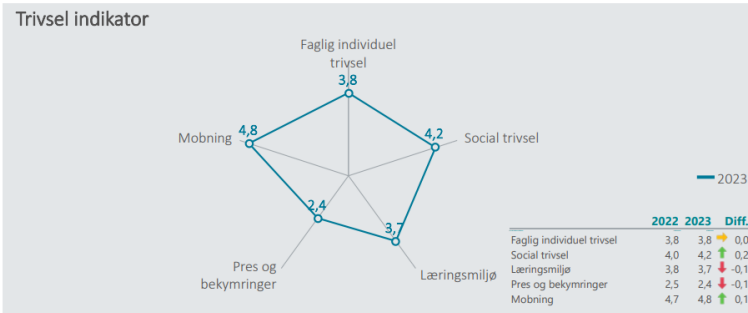 Trivsel indikator
Faglig individuel
trivsel
3,8
4,8
4,2
Mobning
Social trivsel
2023
2,4
3,7
Pres og
bekymringer
Læringsmiljø
2022 2023 Diff.
Faglig individuel trivsel 3,8 3,8 0,0
Social trivsel 4,0 4,2 0,2
Læringsmiljø 3,8 3,7 -0,1
Pres og bekymringer 2,5 2,4 -0,1
Mobning 4,7 4,8 0,1